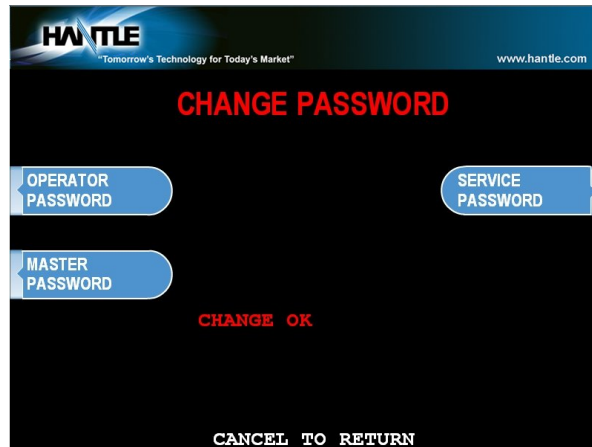 HANTLE
"Tomorrow's Technology for Today's Market"
www.hantle.com
CHANGE PASSWORD
OPERATOR
PASSWORD
SERVICE
PASSWORD
MASTER
PASSWORD
CHANGE OK
CANCEL TO RETURN